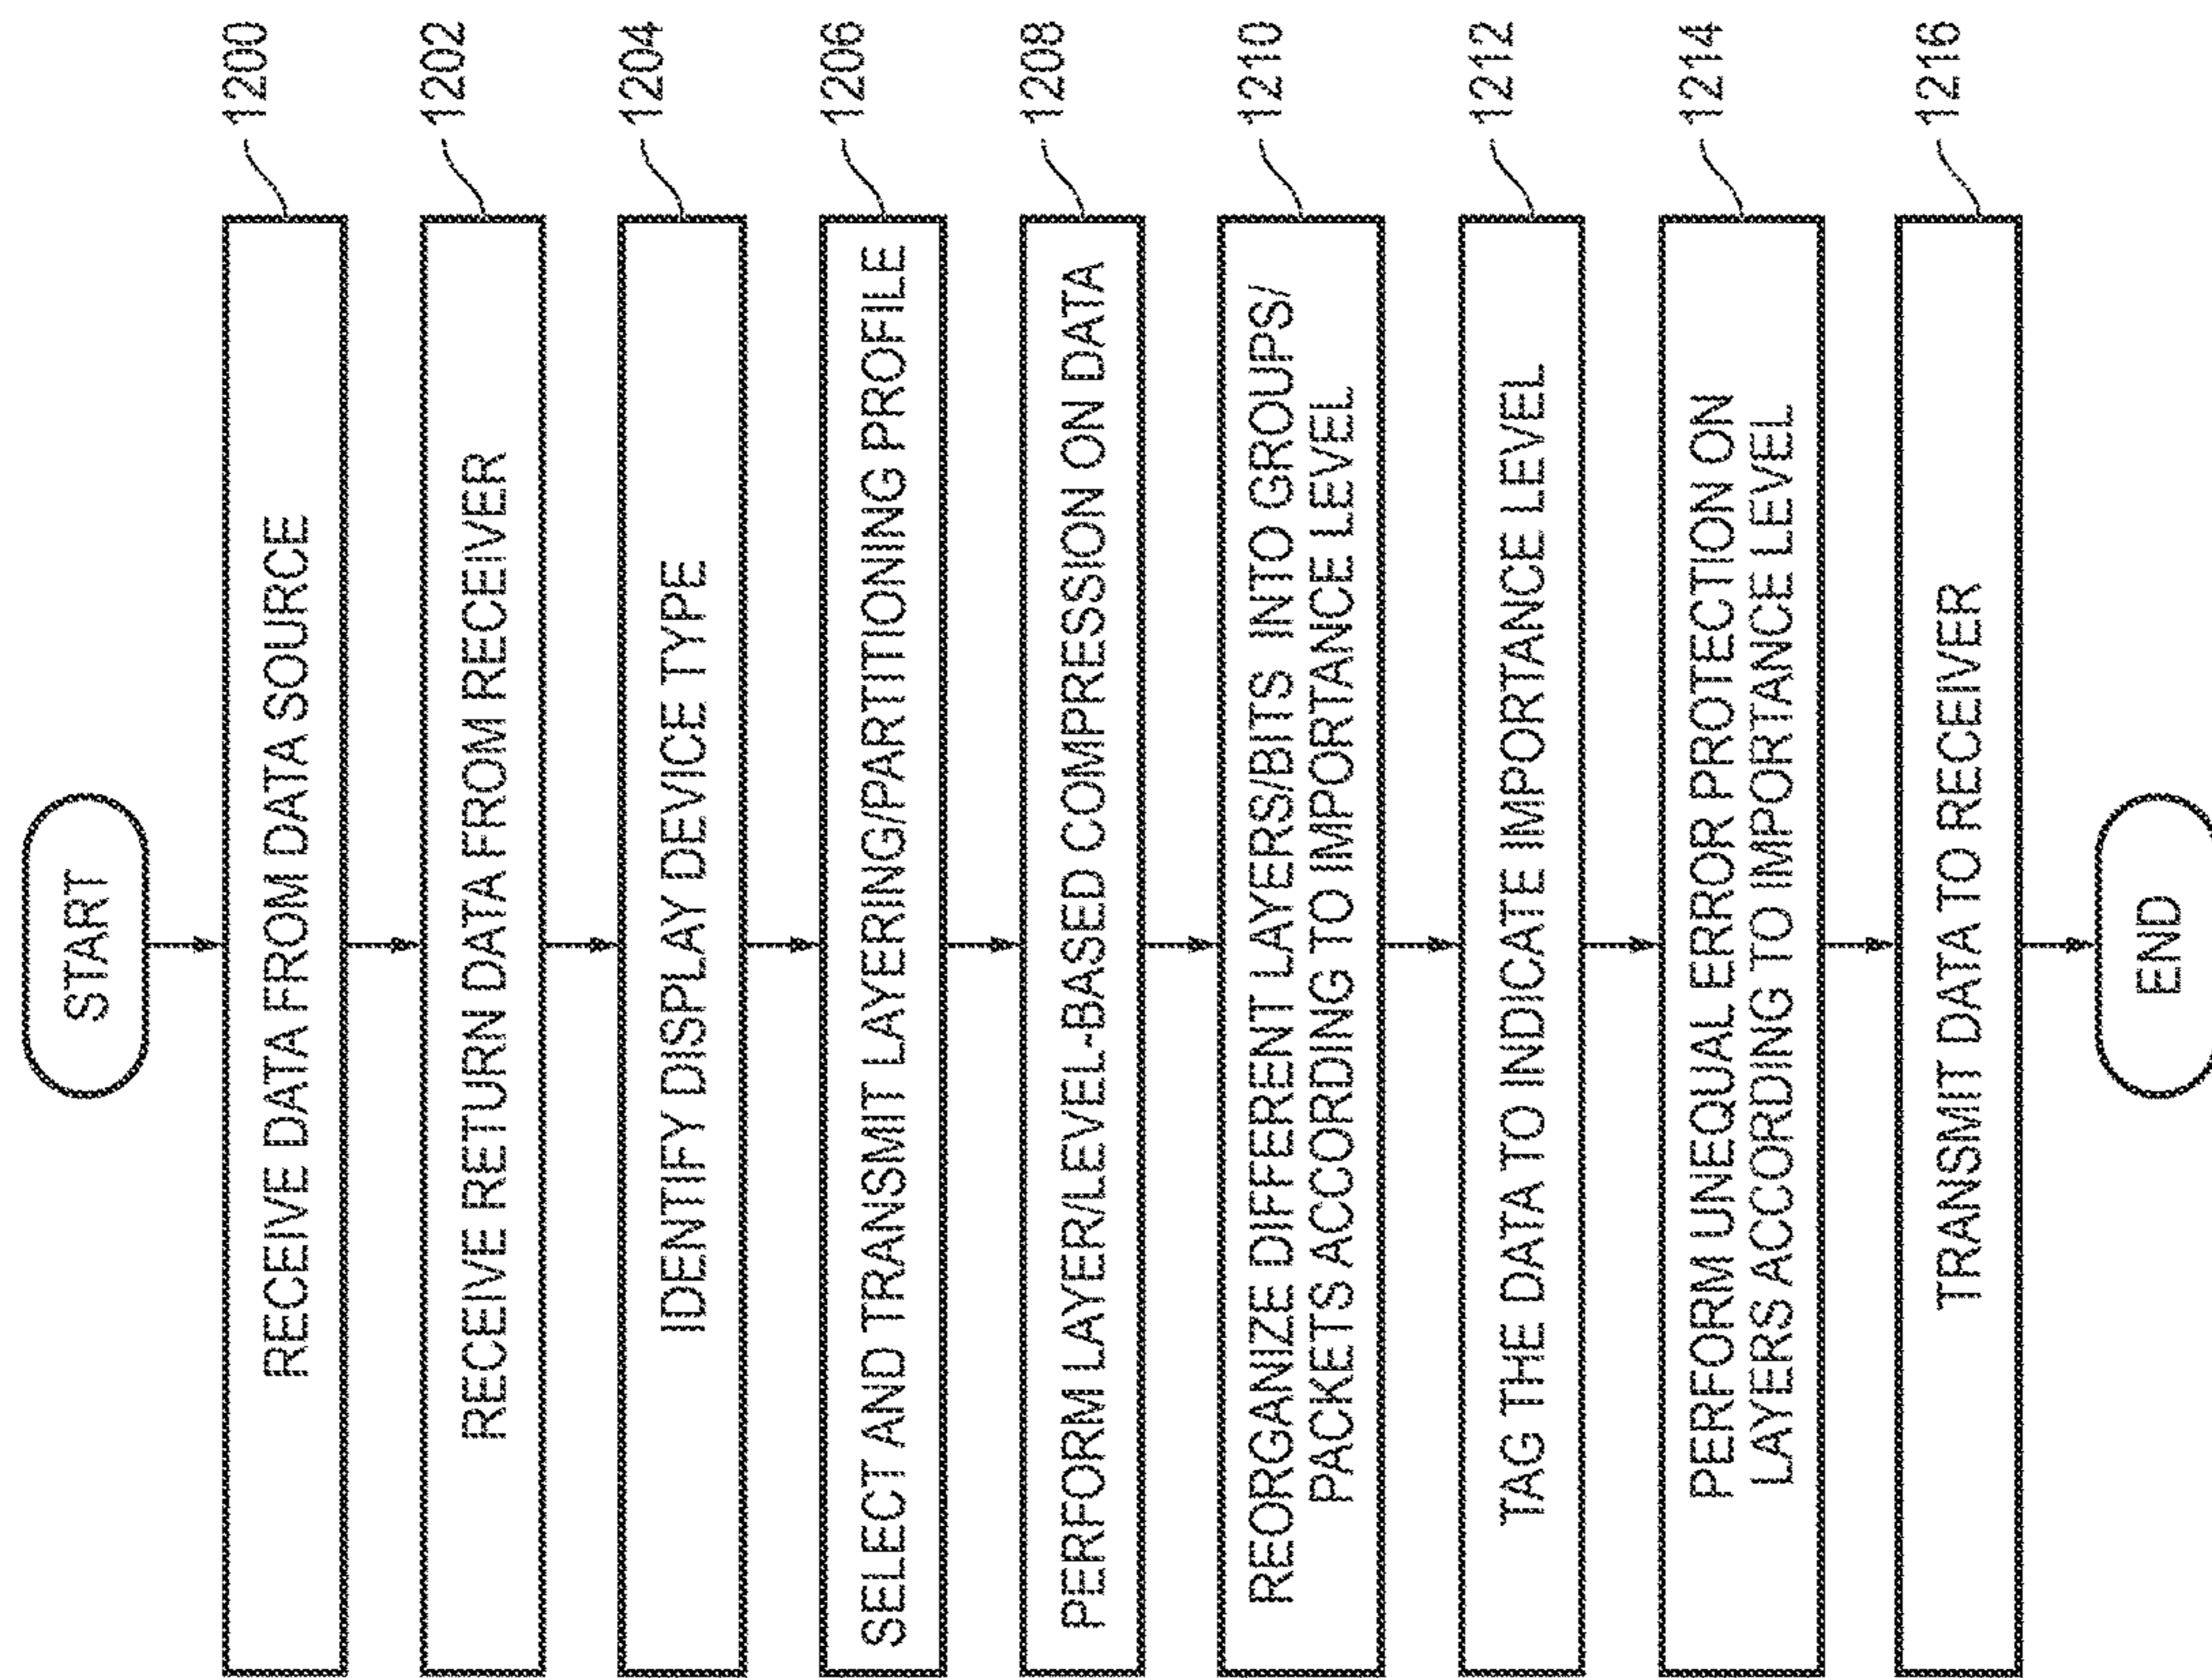 START
RECEIVE DATA FROM DATA SOURCE
1200
RECEIVE RETURN DATA FROM RECEIVER
1202
IDENTIFY DISPLAY DEVICE TYPE
1204
SELECT AND TRANSMIT LAYERING/PARTITIONING PROFILE
1206
PERFORM LAYER/LEVEL-BASED COMPRESSION ON DATA
1208
REORGANIZE DIFFERENT LAYERS/BITS INTO GROUPS/
PACKETS ACCORDING TO IMPORTANCE LEVEL
1210
TAG THE DATA TO INDICATE IMPORTANCE LEVEL
1212
PERFORM UNEQUAL ERROR PROTECTION ON
LAYERS ACCORDING TO IMPORTANCE LEVEL
1214
TRANSMIT DATA TO RECEIVER
1216
END